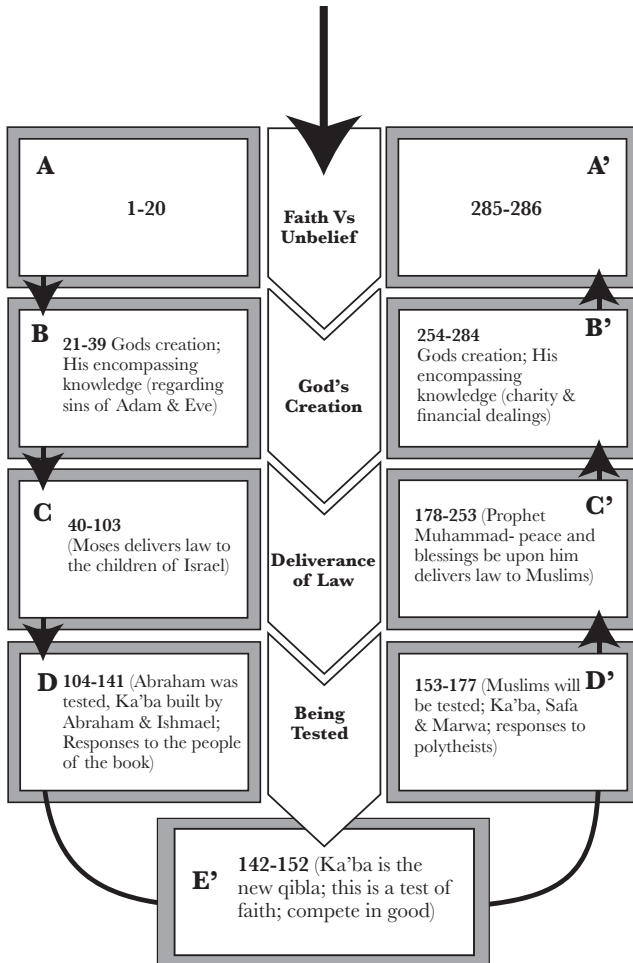 A
1-20
Faith Vs
Unbelief
A’
285-286
B
21-39 Gods creation;
His encompassing
knowledge (regarding
sins of Adam & Eve)
God’s
Creation
B’
254-284
Gods creation; His
encompassing
knowledge (charity &
financial dealings)
C
40-103
(Moses delivers law to
the children of Israel)
Deliverance
of Law
C’
178-253 (Prophet
Muhammad- peace and
blessings be upon him
delivers law to Muslims)
D
104-141 (Abraham was
tested, Ka’ba built by
Abraham & Ishmael;
Responses to the people
of the book)
Being
Tested
D’
153-177 (Muslims will
be tested; Ka’ba, Safa
& Marwa; responses to
polytheists)
E’
142-152 (Ka’ba is the
new qibla; this is a test of
faith; compete in good)